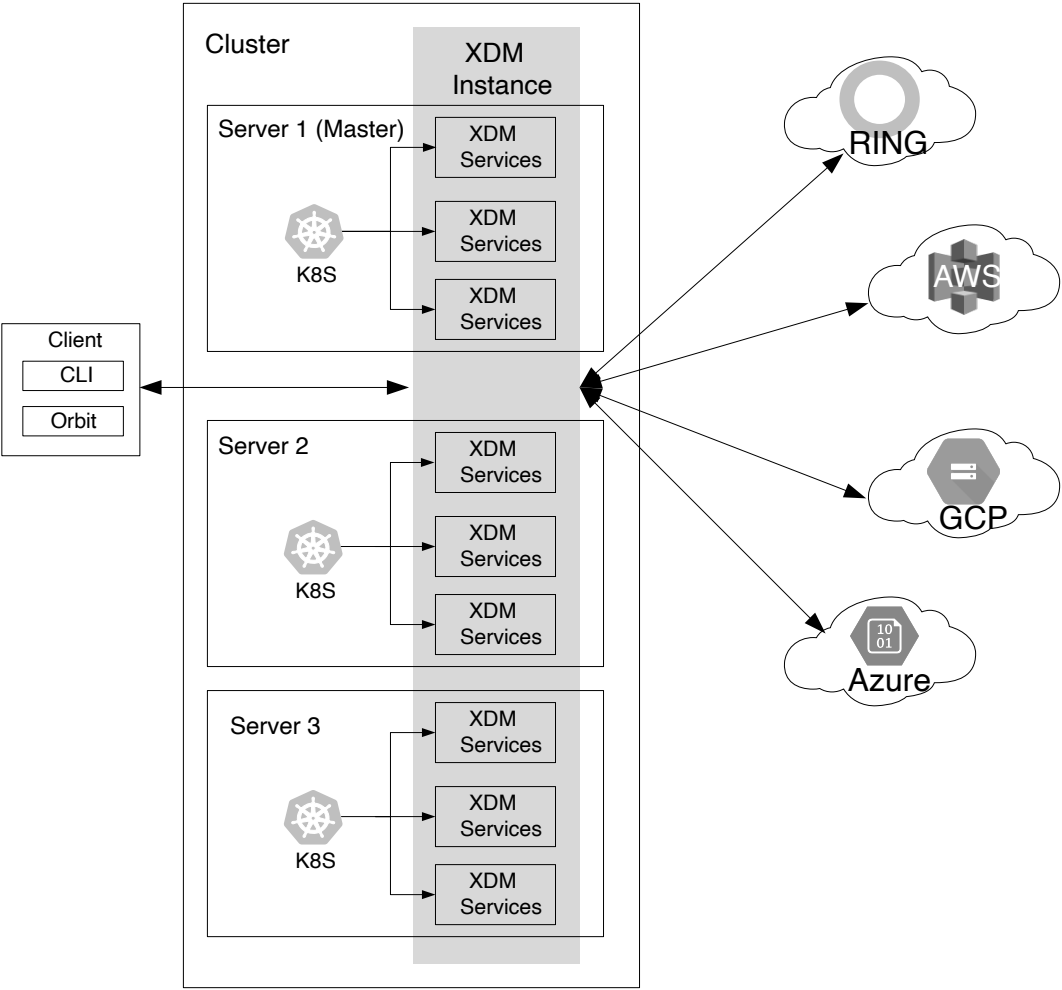 Cluster
XDM
Instance
Server 1 (Master)
XDM
Services
XDM
Services
K8S
XDM
Services
Client
CLI
Orbit
Server 2
XDM
Services
XDM
Services
K8S
XDM
Services
Server 3
XDM
Services
XDM
Services
K8S
XDM
Services
RING
AWS
GCP
10
01
Azure